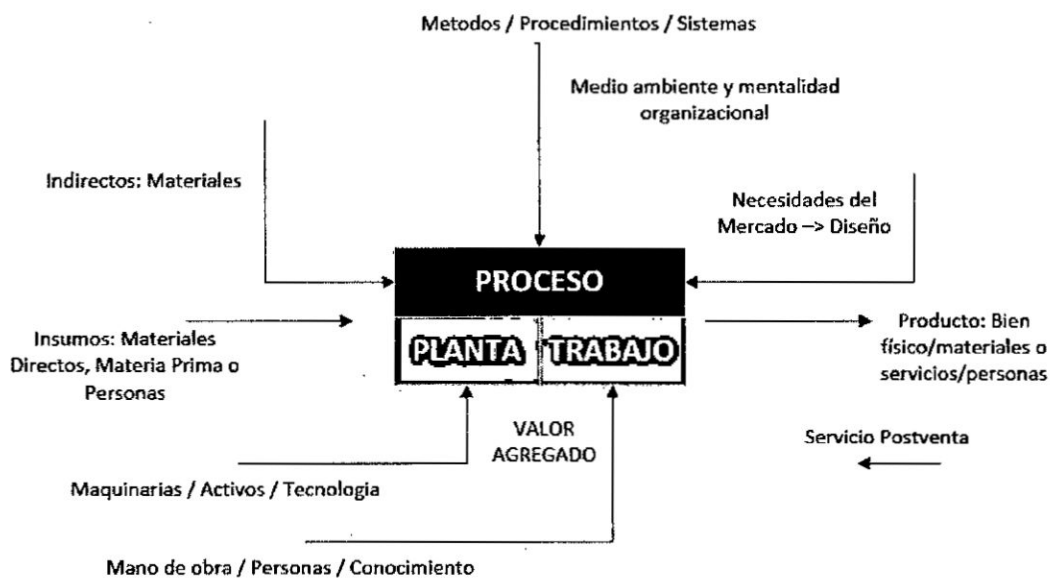 Metodos / Procedimientos / Sistemas
Medio ambiente y mentalidad
organizacional
Indirectos: Materiales
Necesidades del
Mercado –> Diseño
PROCESO
PLANTA TRABAJO
Insumos: Materiales
Directos, Materia Prima o
Personas
Producto: Bien
físico/materiales o
servicios/personas
VALOR
AGREGADO
Servicio Postventa
Maquinarias / Activos / Tecnologia
Mano de obra / Personas / Conocimiento